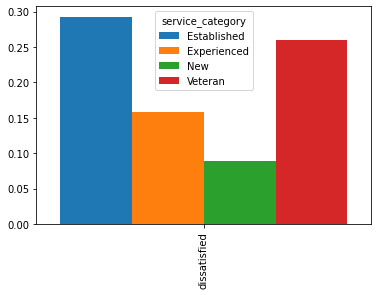 0.30
0.25
0.20
0.15
0.10
0.05
0.00
service_category
Established
Experienced
New
Veteran
dissatisfied